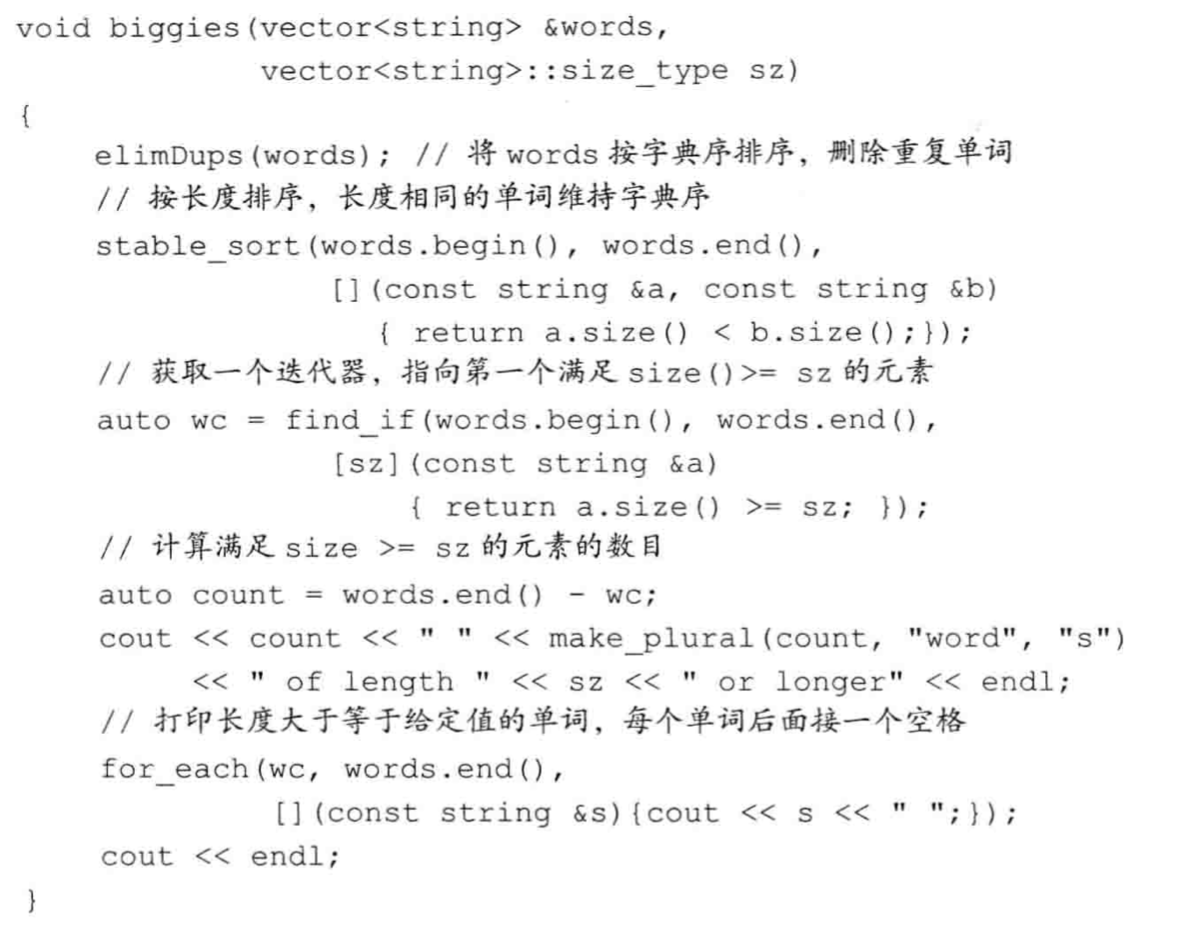 void biggies(vector<string> &words,
             vector<string>::size_type sz)
{
    elimDups(words); // 将 words 按字典序排序，删除重复单词
    // 按长度排序，长度相同的单词维持字典序
    stable_sort(words.begin(), words.end(),
                [](const string &a, const string &b)
                  { return a.size() < b.size();});
    // 获取一个迭代器，指向第一个满足 size()>= sz 的元素
    auto wc = find_if(words.begin(), words.end(),
                [sz](const string &a)
                    { return a.size() >= sz; });
    // 计算满足 size >= sz 的元素的数目
    auto count = words.end() - wc;
    cout << count << " " << make_plural(count, "word", "s")
         << " of length " << sz << " or longer" << endl;
    // 打印长度大于等于给定值的单词，每个单词后面接一个空格
    for_each(wc, words.end(),
             [](const string &s){cout << s << " ";});
    cout << endl;
}